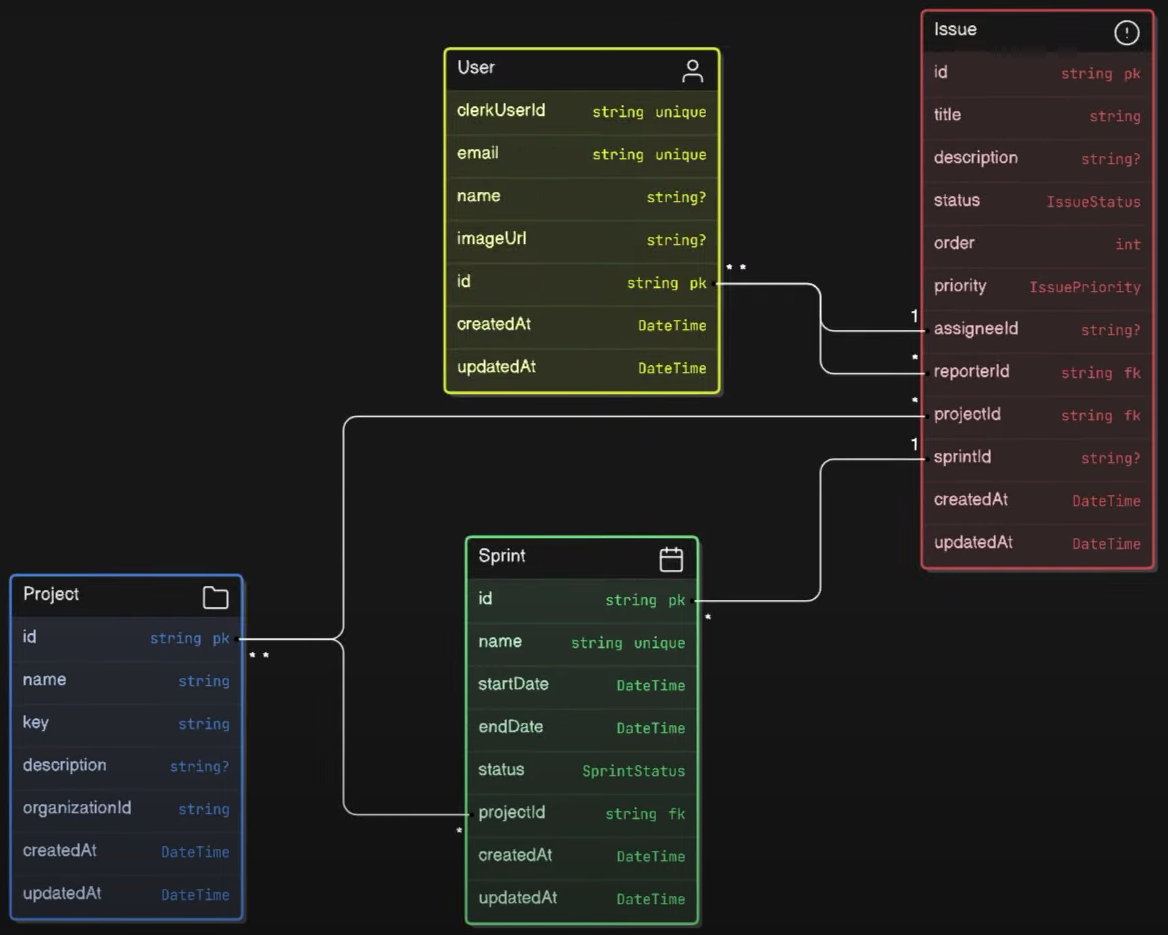 User
clerkUserId string unique
email string unique
name string?
imageUrl string?
id string pk
createdAt DateTime
updatedAt DateTime
* *
Issue
id string pk
title string
description string?
status IssueStatus
order int
priority IssuePriority
1
assigneeId string?
*
reporterId string fk
*
projectId string fk
1
sprintId string?
createdAt DateTime
updatedAt DateTime
Project
id string pk
* *
name string
key string
description string?
organizationId string
createdAt DateTime
updatedAt DateTime
Sprint
id string pk
*
name string unique
startDate DateTime
endDate DateTime
status SprintStatus
projectId string fk
*
createdAt DateTime
updatedAt DateTime